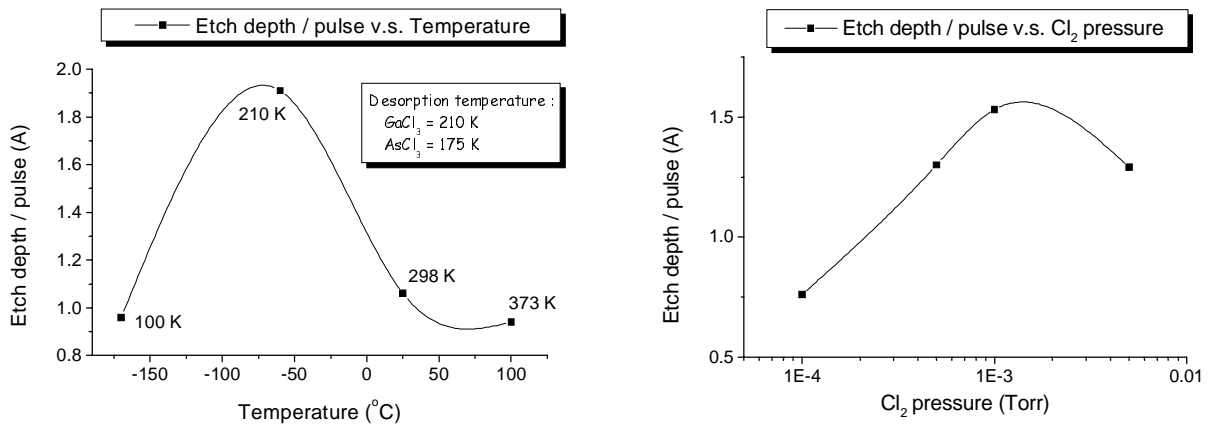 Etch depth / pulse v.s. Temperature
Etch depth / pulse (A)
2.0
1.8
1.6
1.4
1.2
1.0
0.8
210 K
Desorption temperature :
GaCl₃ = 210 K
AsCl₃ = 175 K
298 K
373 K
100 K
-150 -100 -50 0 50 100
Temperature (°C)
Etch depth / pulse v.s. Cl₂ pressure
Etch depth / pulse (A)
1.5
1.0
0.5
1E-4 1E-3 0.01
Cl₂ pressure (Torr)